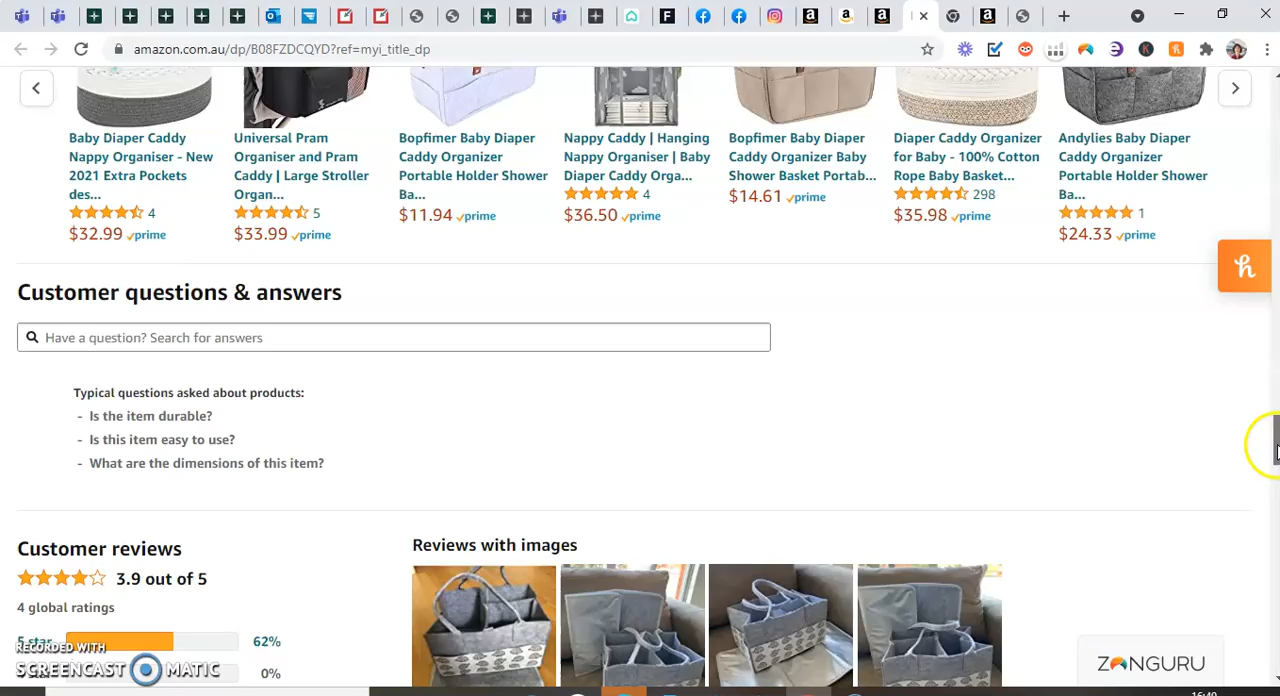 amazon.com.au/dp/B08FZDCQYD?ref=myi_title_dp
Baby Diaper Caddy
Nappy Organiser - New
2021 Extra Pockets
des...
4
$32.99 prime
Universal Pram
Organiser and Pram
Caddy | Large Stroller
Organ...
5
$33.99 prime
Bopfimer Baby Diaper
Caddy Organizer
Portable Holder Shower
Ba...
$11.94 prime
Nappy Caddy | Hanging
Nappy Organiser | Baby
Diaper Caddy Orga...
4
$36.50 prime
Bopfimer Baby Diaper
Caddy Organizer Baby
Shower Basket Portab...
$14.61 prime
Diaper Caddy Organizer
for Baby - 100% Cotton
Rope Baby Basket...
298
$35.98 prime
Andylies Baby Diaper
Caddy Organizer
Portable Holder Shower
Ba...
1
$24.33 prime
Customer questions & answers
Have a question? Search for answers
Typical questions asked about products:
- Is the item durable?
- Is this item easy to use?
- What are the dimensions of this item?
Customer reviews
3.9 out of 5
4 global ratings
5 star 62%
0%
Reviews with images
RECORDED WITH
SCREENCAST MATIC
ZONGURU